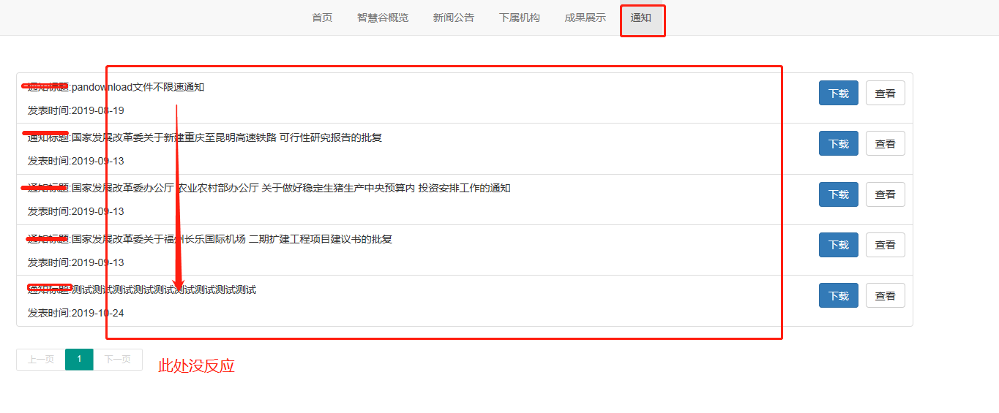 首页 智慧谷概览 新闻公告 下属机构 成果展示 通知
通知标题:pandownload文件不限速通知
下载 查看
发表时间:2019-08-19
通知标题:国家发展改革委关于新建重庆至昆明高速铁路 可行性研究报告的批复
下载 查看
发表时间:2019-09-13
通知标题:国家发展改革委办公厅 农业农村部办公厅 关于做好稳定生猪生产中央预算内 投资安排工作的通知
下载 查看
发表时间:2019-09-13
通知标题:国家发展改革委关于福州长乐国际机场 二期扩建工程项目建议书的批复
下载 查看
发表时间:2019-09-13
通知标题:测试测试测试测试测试测试测试测试测试
下载 查看
发表时间:2019-10-24
上一页 1 下一页
此处没反应